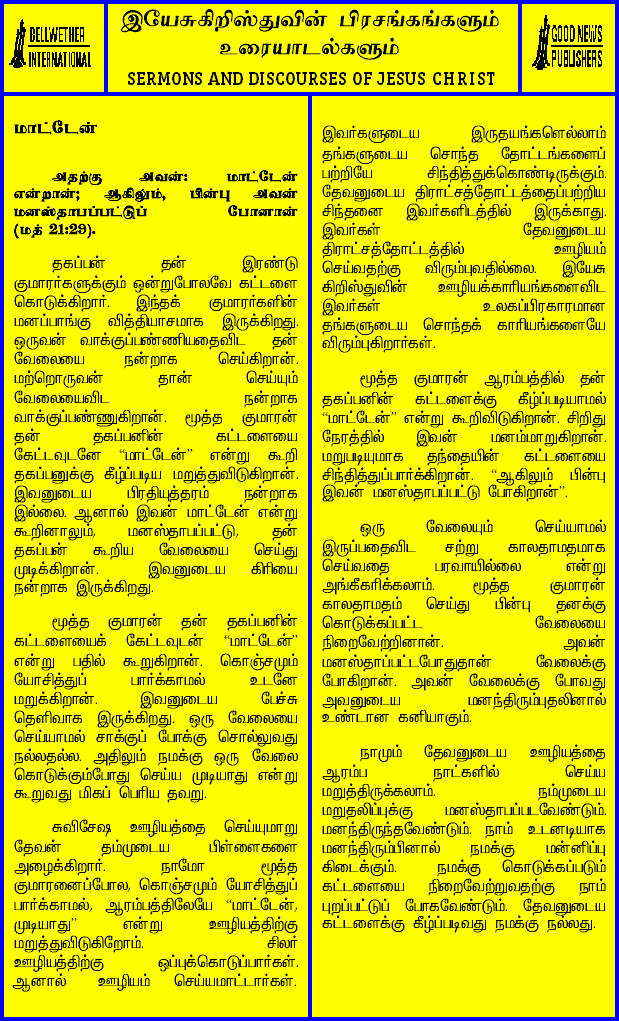 BELLWETHER
INTERNATIONAL
இயேசுகிறிஸ்துவின் பிரசங்கங்களும்
உரையாடல்களும்
SERMONS AND DISCOURSES OF JESUS CHRIST
GOOD NEWS
PUBLISHERS
மாட்டேன்
அதற்கு அவன்: மாட்டேன்
என்றான்; ஆகிலும், பின்பு அவன்
மனஸ்தாபப்பட்டுப் போனான்
(மத் 21:29).
தகப்பன் தன் இரண்டு
குமாரர்களுக்கும் ஒன்றுபோலவே கட்டளை
கொடுக்கிறார். இந்தக் குமாரர்களின்
மனப்பாங்கு வித்தியாசமாக இருக்கிறது.
ஒருவன் வாக்குப்பண்ணியதைவிட தன்
வேலையை நன்றாக செய்கிறான்.
மற்றொருவன் தான் செய்யும்
வேலையைவிட நன்றாக
வாக்குப்பண்ணுகிறான். மூத்த குமாரன்
தன் தகப்பனின் கட்டளையை
கேட்டவுடனே “மாட்டேன்” என்று கூறி
தகப்பனுக்கு கீழ்ப்படிய மறுத்துவிடுகிறான்.
இவனுடைய பிரதியுத்தரம் நன்றாக
இல்லை. ஆனால் இவன் மாட்டேன் என்று
கூறினாலும், மனஸ்தாபப்பட்டு, தன்
தகப்பன் கூறிய வேலையை செய்து
முடிக்கிறான். இவனுடைய கிரியை
நன்றாக இருக்கிறது.
மூத்த குமாரன் தன் தகப்பனின்
கட்டளையைக் கேட்டவுடன் “மாட்டேன்”
என்று பதில் கூறுகிறான். கொஞ்சமும்
யோசித்துப் பார்க்காமல் உடனே
மறுக்கிறான். இவனுடைய பேச்சு
தெளிவாக இருக்கிறது. ஒரு வேலையை
செய்யாமல் சாக்குப் போக்கு சொல்லுவது
நல்லதல்ல. அதிலும் நமக்கு ஒரு வேலை
கொடுக்கும்போது செய்ய முடியாது என்று
கூறுவது மிகப் பெரிய தவறு.
சுவிசேஷ ஊழியத்தை செய்யுமாறு
தேவன் தம்முடைய பிள்ளைகளை
அழைக்கிறார். நாமோ மூத்த
குமாரனைப்போல, கொஞ்சமும் யோசித்துப்
பார்க்காமல், ஆரம்பத்திலேயே “மாட்டேன்,
முடியாது” என்று ஊழியத்திற்கு
மறுத்துவிடுகிறோம். சிலர்
ஊழியத்திற்கு ஒப்புக்கொடுப்பார்கள்.
ஆனால் ஊழியம் செய்யமாட்டார்கள்.
இவர்களுடைய இருதயங்களெல்லாம்
தங்களுடைய சொந்த தோட்டங்களைப்
பற்றியே சிந்தித்துக்கொண்டிருக்கும்.
தேவனுடைய திராட்சத்தோட்டத்தைப்பற்றிய
சிந்தனை இவர்களிடத்தில் இருக்காது.
இவர்கள் தேவனுடைய
திராட்சத்தோட்டத்தில் ஊழியம்
செய்வதற்கு விரும்புவதில்லை. இயேசு
கிறிஸ்துவின் ஊழியக்காரியங்களைவிட
இவர்கள் உலகப்பிரகாரமான
தங்களுடைய சொந்தக் காரியங்களையே
விரும்புகிறார்கள்.
மூத்த குமாரன் ஆரம்பத்தில் தன்
தகப்பனின் கட்டளைக்கு கீழ்ப்படியாமல்
“மாட்டேன்” என்று கூறிவிடுகிறான். சிறிது
நேரத்தில் இவன் மனம்மாறுகிறான்.
மறுபடியுமாக தந்தையின் கட்டளையை
சிந்தித்துப்பார்க்கிறான். “ஆகிலும் பின்பு
இவன் மனஸ்தாபப்பட்டு போகிறான்”.
ஒரு வேலையும் செய்யாமல்
இருப்பதைவிட சற்று காலதாமதமாக
செய்வதை பரவாயில்லை என்று
அங்கீகரிக்கலாம். மூத்த குமாரன்
காலதாமதம் செய்து பின்பு தனக்கு
கொடுக்கப்பட்ட வேலையை
நிறைவேற்றினான். அவன்
மனஸ்தாப்பட்டபோதுதான் வேலைக்கு
போகிறான். அவன் வேலைக்கு போவது
அவனுடைய மனந்திரும்புதலினால்
உண்டான கனியாகும்.
நாமும் தேவனுடைய ஊழியத்தை
ஆரம்ப நாட்களில் செய்ய
மறுத்திருக்கலாம். நம்முடைய
மறுதலிப்புக்கு மனஸ்தாபப்படவேண்டும்.
மனந்திருந்தவேண்டும். நாம் உடனடியாக
மனந்திரும்பினால் நமக்கு மன்னிப்பு
கிடைக்கும். நமக்கு கொடுக்கப்படும்
கட்டளையை நிறைவேற்றுவதற்கு நாம்
புறப்பட்டுப் போகவேண்டும். தேவனுடைய
கட்டளைக்கு கீழ்ப்படிவது நமக்கு நல்லது.